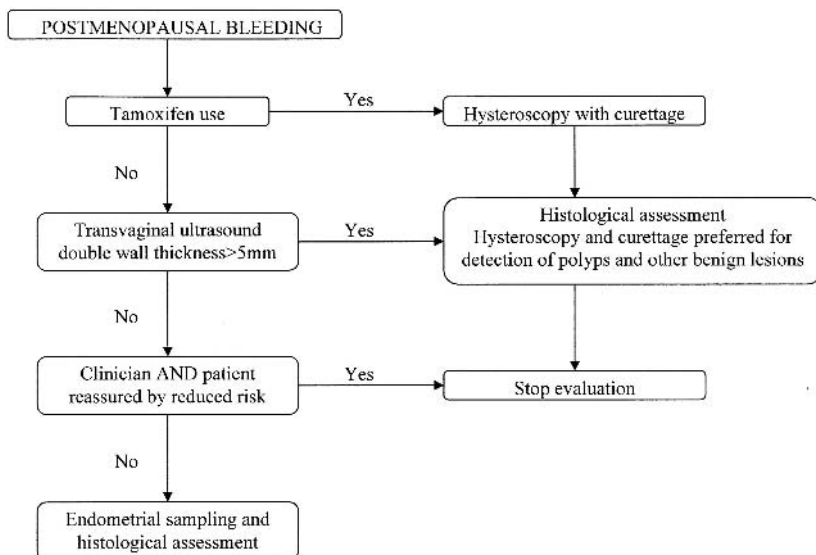 POSTMENOPAUSAL BLEEDING
Tamoxifen use
Yes
Hysteroscopy with curettage
No
Transvaginal ultrasound
double wall thickness>5mm
Yes
Histological assessment
Hysteroscopy and curettage preferred for
detection of polyps and other benign lesions
No
Clinician AND patient
reassured by reduced risk
Yes
Stop evaluation
No
Endometrial sampling and
histological assessment